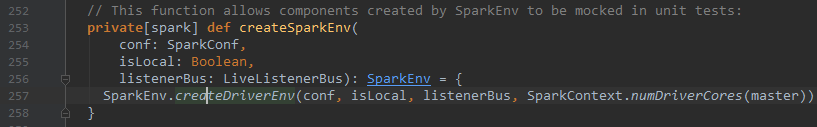 252 // This function allows components created by SparkEnv to be mocked in unit tests:
253 private[spark] def createSparkEnv(
254 conf: SparkConf,
255 isLocal: Boolean,
256 listenerBus: LiveListenerBus): SparkEnv = {
257 SparkEnv.createDriverEnv(conf, isLocal, listenerBus, SparkContext.numDriverCores(master))
258 }